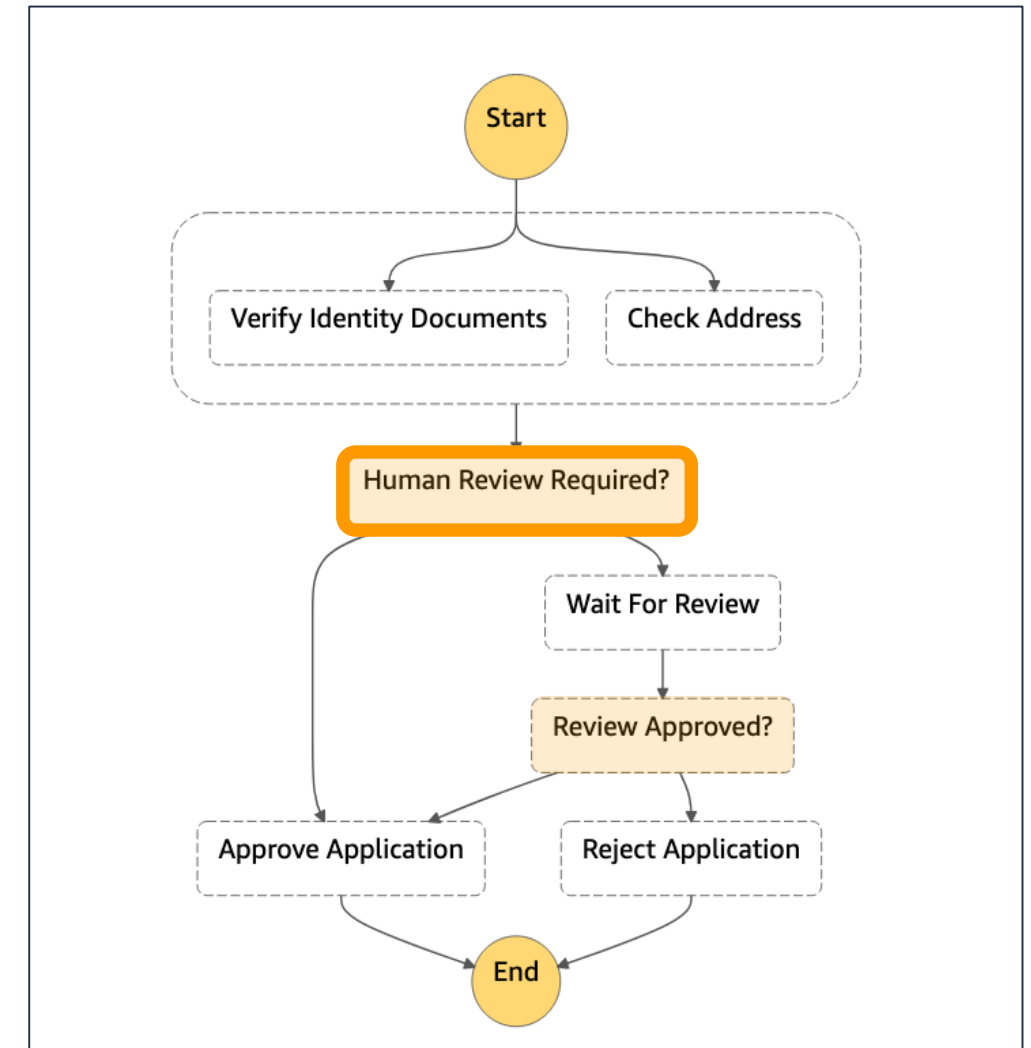 Start
Verify Identity Documents
Check Address
Human Review Required?
Wait For Review
Review Approved?
Approve Application
Reject Application
End